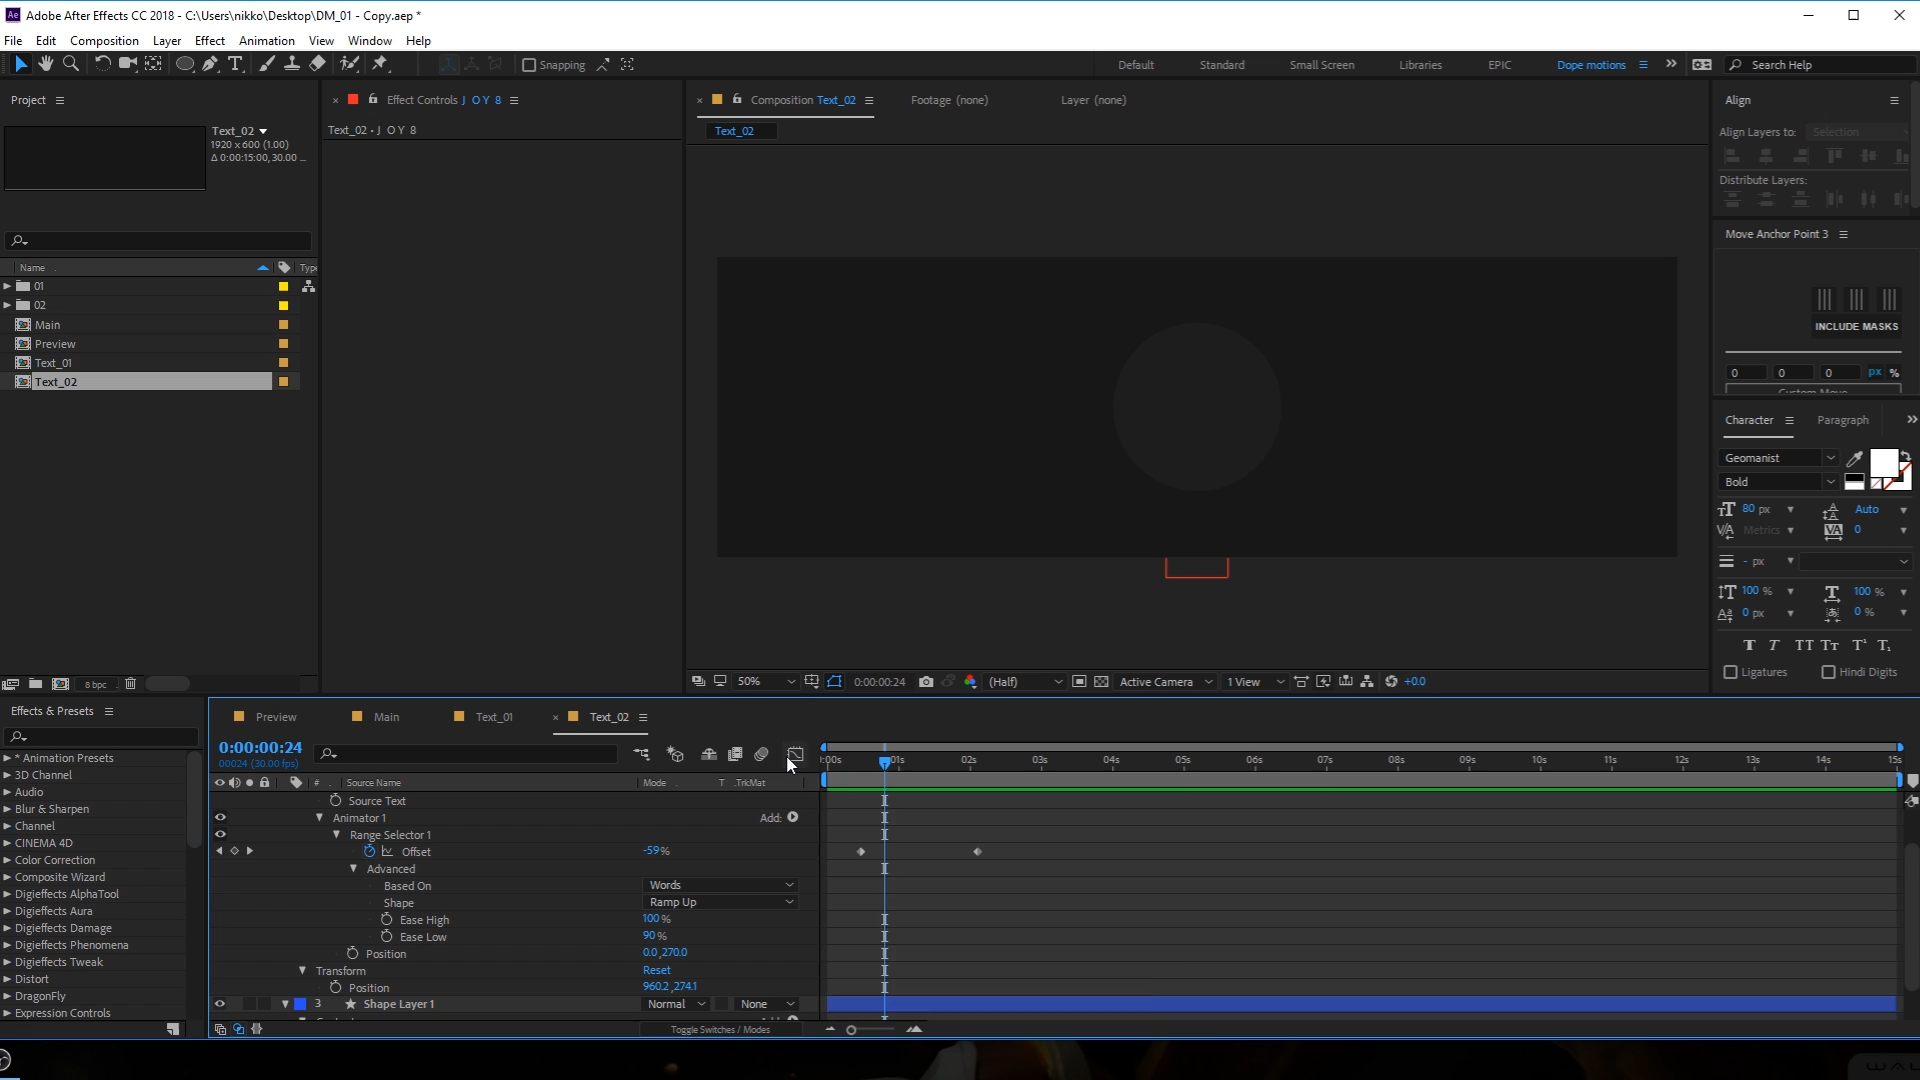 Adobe After Effects CC 2018 - C:\Users\nikko\Desktop\DM_01 - Copy.aep *
File Edit Composition Layer Effect Animation View Window Help
Snapping
Default Standard Small Screen Libraries EPIC Dope motions
Search Help
Project
Effect Controls J O Y 8
Composition Text_02
Footage (none)
Layer (none)
Align
Text_02
1920 x 600 (1.00)
Δ 0:00:15:00, 30.00 ...
Text_02 • J O Y 8
Text_02
Align Layers to: Selection
Distribute Layers:
Move Anchor Point 3
Name Type
01
02
Main
Preview
Text_01
Text_02
INCLUDE MASKS
0 0 0 px %
Custom Move
Character Paragraph
Geomanist
Bold
80 px Auto
Metrics 0
- px
100 % 100 %
0 px 0 %
Ligatures Hindi Digits
8 bpc
50% 0:00:00:24 (Half) Active Camera 1 View +0.0
Effects & Presets
Preview Main Text_01 Text_02
0:00:00:24
00024 (30.00 fps)
* Animation Presets
3D Channel
Audio
Blur & Sharpen
Channel
CINEMA 4D
Color Correction
Composite Wizard
Digieffects AlphaTool
Digieffects Aura
Digieffects Damage
Digieffects Phenomena
Digieffects Tweak
Distort
DragonFly
Expression Controls
:00s 01s 02s 03s 04s 05s 06s 07s 08s 09s 10s 11s 12s 13s 14s 15s
# Source Name Mode T .TrkMat
Source Text
Animator 1 Add:
Range Selector 1
Offset -59%
Advanced
Based On Words
Shape Ramp Up
Ease High 100%
Ease Low 90%
Position 0.0,270.0
Transform Reset
Position 960.2,274.1
3 Shape Layer 1 Normal None
Toggle Switches / Modes